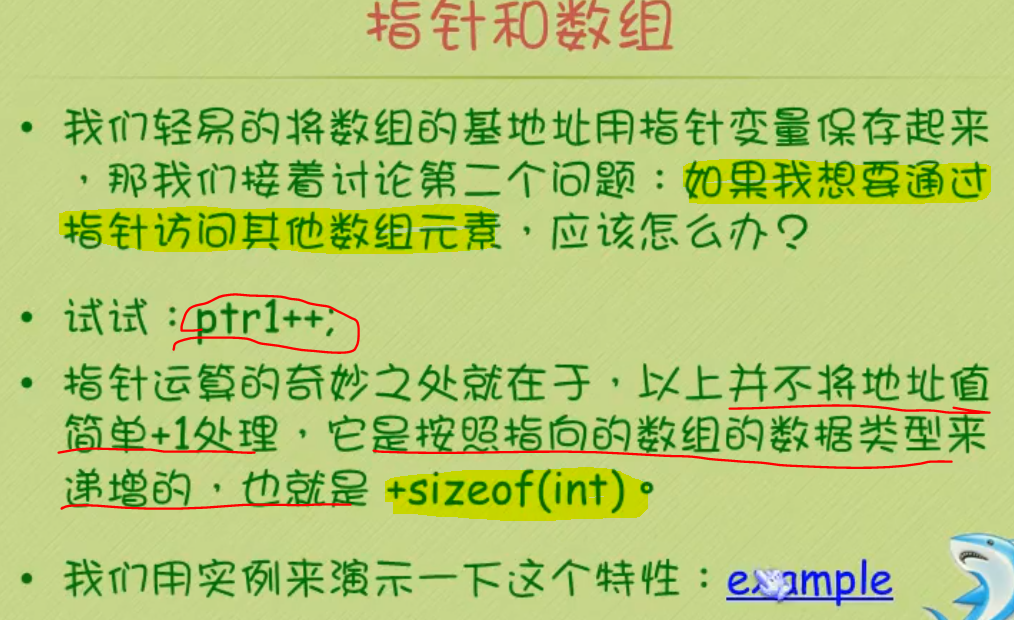 指针和数组
• 我们轻易的将数组的基地址用指针变量保存起来
，那我们接着讨论第二个问题：如果我想要通过
指针访问其他数组元素，应该怎么办？
• 试试：ptr1++;
• 指针运算的奇妙之处就在于，以上并不将地址值
简单+1处理，它是按照指向的数组的数据类型来
递增的，也就是 +sizeof(int)。
• 我们用实例来演示一下这个特性：example